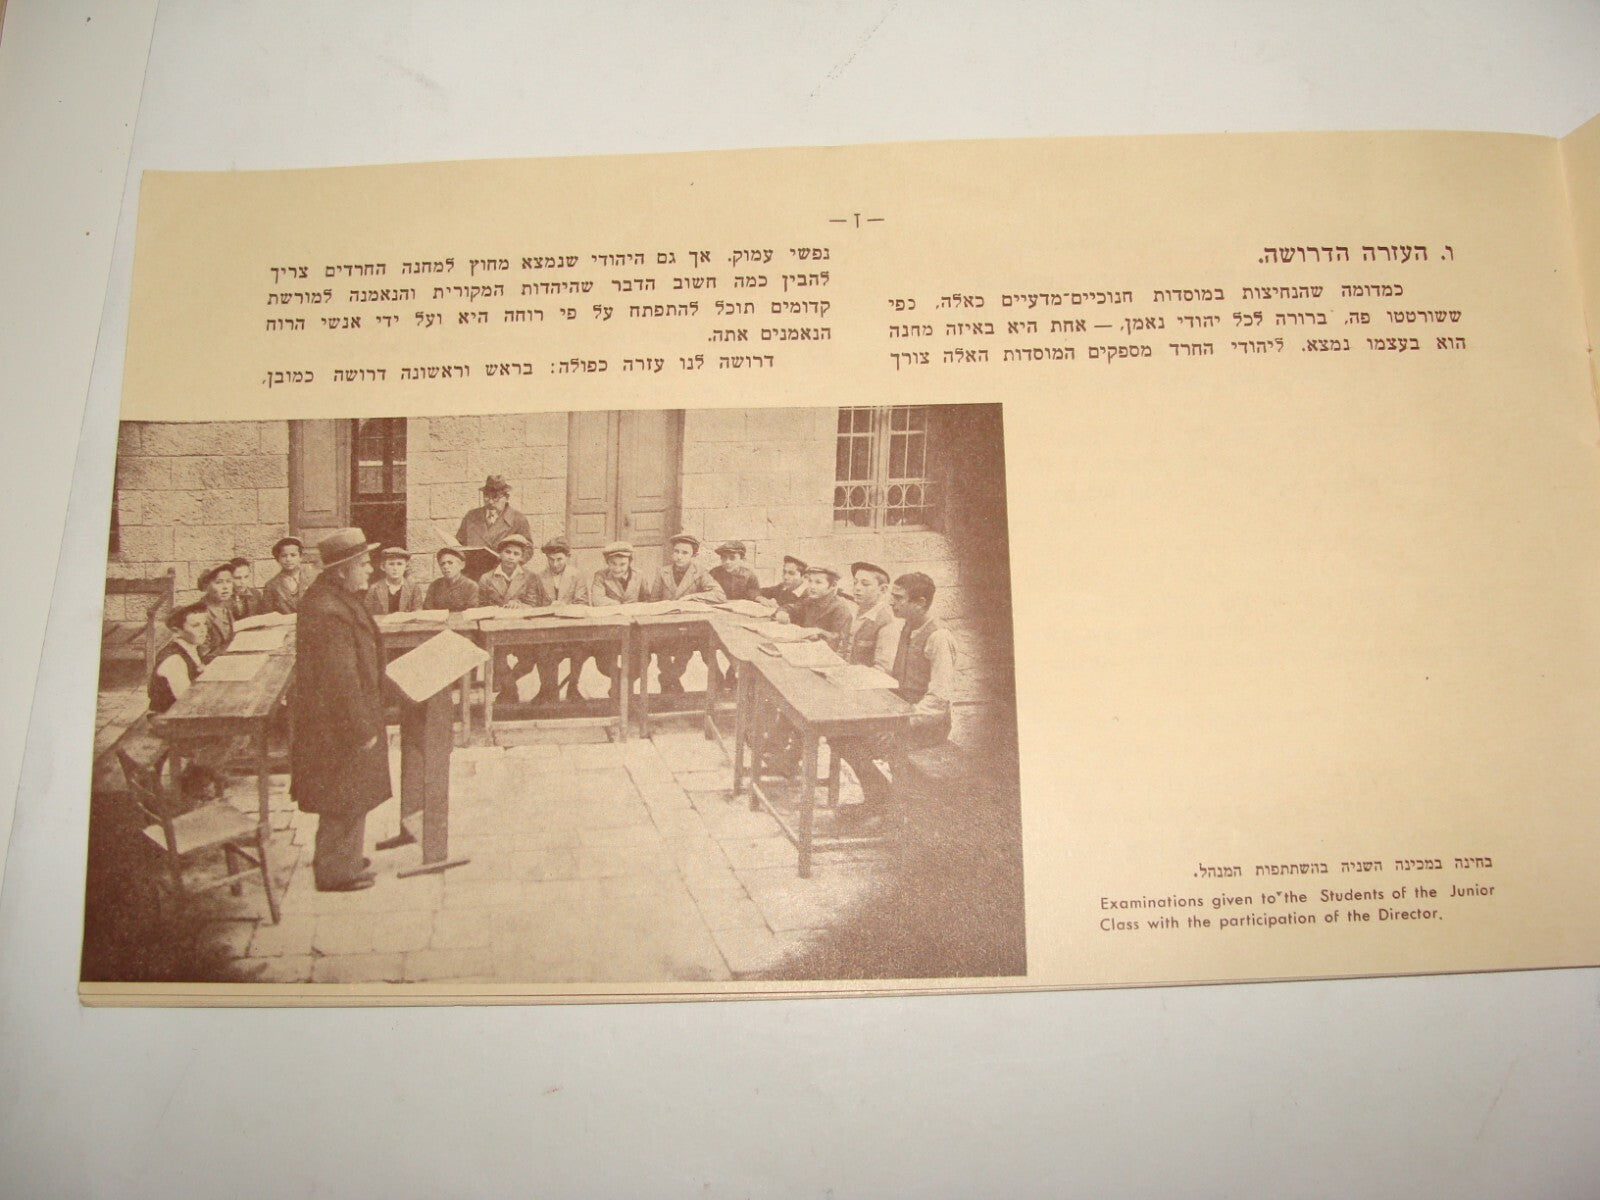 — ז —
ו. העזרה הדרושה.
כמדומה שהנחיצות במוסדות חנוכיים־מדעיים כאלה, כפי
ששורטטו פה, ברורה לכל יהודי נאמן, — אחת היא באיזה מחנה
הוא בעצמו נמצא. ליהודי החרד מספקים המוסדות האלה צורך
נפשי עמוק. אך גם היהודי שנמצא מחוץ למחנה החרדים צריך
להבין כמה חשוב הדבר שהיהדות המקורית והנאמנה למורשת
קדומים תוכל להתפתח על פי רוחה היא ועל ידי אנשי הרוח
הנאמנים אתה.
דרושה לנו עזרה כפולה: בראש וראשונה דרושה כמובן,
בחינה במכינה השניה בהשתתפות המנהל.
Examinations given to the Students of the Junior
Class with the participation of the Director.